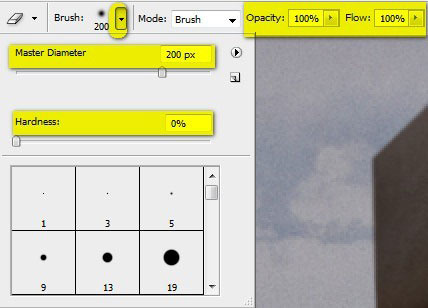 Brush: 200 Mode: Brush Opacity: 100% Flow: 100%
Master Diameter 200 px
Hardness: 0%
1 3 5
9 13 19